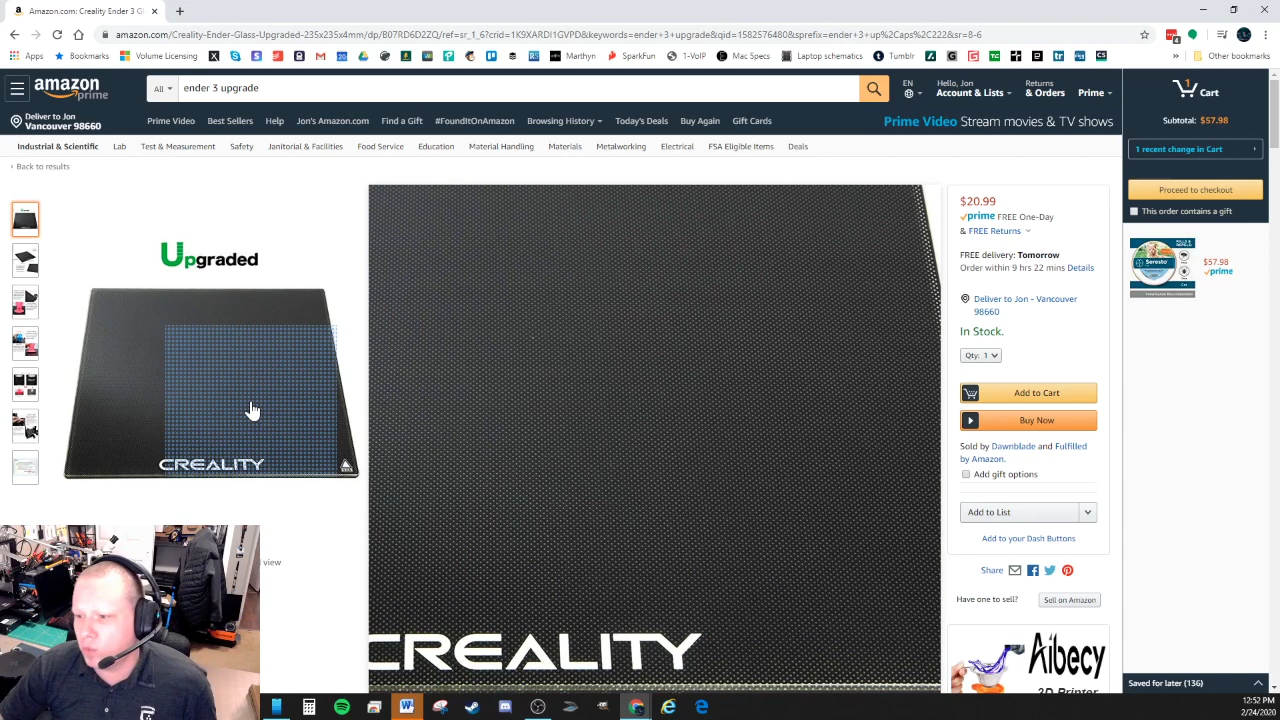 Amazon.com: Creality Ender 3 Gl
amazon.com/Creality-Ender-Glass-Upgraded-235x235x4mm/dp/B07RD6D2ZQ/ref=sr_1_6?crid=1K9XARDI1GVPD&keywords=ender+3+upgrade&qid=1582576480&sprefix=ender+3+up%2Caps%2C222&sr=8-6
Apps
Bookmarks
Volume Licensing
Marthyn
SparkFun
1-VoIP
Mac Specs
Laptop schematics
Tumblr
Other bookmarks
amazon prime
All
ender 3 upgrade
EN
Hello, Jon
Account & Lists
Returns
& Orders
Prime
1
Cart
Deliver to Jon
Vancouver 98660
Prime Video
Best Sellers
Help
Jon's Amazon.com
Find a Gift
#FoundItOnAmazon
Browsing History
Today's Deals
Buy Again
Gift Cards
Prime Video Stream movies & TV shows
Subtotal: $57.98
Industrial & Scientific
Lab
Test & Measurement
Safety
Janitorial & Facilities
Food Service
Education
Material Handling
Materials
Metalworking
Electrical
FSA Eligible Items
Deals
1 recent change in Cart
‹ Back to results
Proceed to checkout
This order contains a gift
Upgraded
CREALITY
CREALITY
$20.99
prime FREE One-Day
& FREE Returns
FREE delivery: Tomorrow
Order within 9 hrs 22 mins Details
Deliver to Jon - Vancouver
98660
In Stock.
Qty: 1
Add to Cart
Buy Now
Sold by Dawnblade and Fulfilled
by Amazon.
Add gift options
Add to List
Add to your Dash Buttons
Share
Have one to sell?
Sell on Amazon
Aibecy
3D Printer
Seresto
Cat
$57.98
prime
view
Saved for later (136)
12:52 PM
2/24/2020